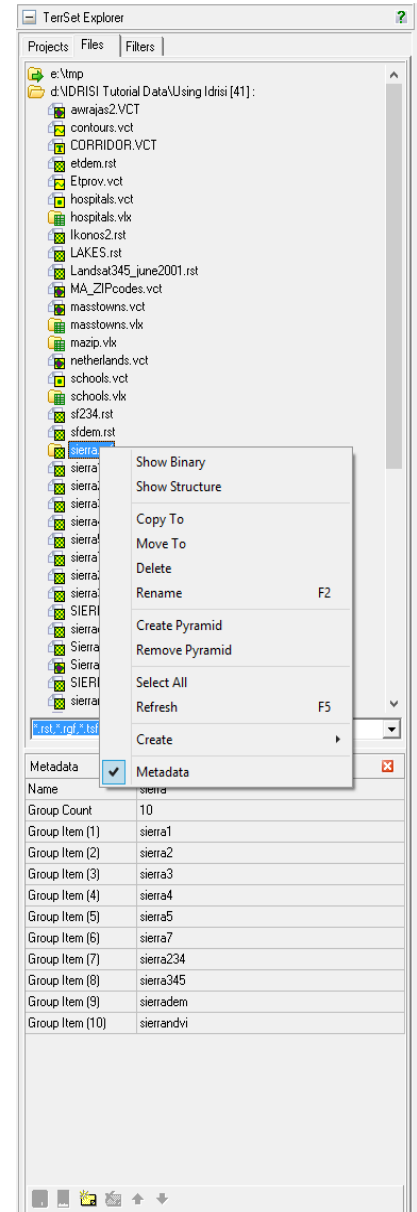 TerrSet Explorer
Projects Files Filters
e:\tmp
d:\IDRISI Tutorial Data\Using Idrisi [41] :
awrajas2.VCT
contours.vct
CORRIDOR.VCT
etdem.rst
Etprov.vct
hospitals.vct
hospitals.vlx
Ikonos2.rst
LAKES.rst
Landsat345_june2001.rst
MA_ZIPcodes.vct
masstowns.vct
masstowns.vlx
mazip.vlx
netherlands.vct
schools.vct
schools.vlx
sf234.rst
sfdem.rst
Show Binary
Show Structure
Copy To
Move To
Delete
Rename F2
Create Pyramid
Remove Pyramid
Select All
Refresh F5
Create
Metadata
*.rst,*.rgf,*.tsf
Metadata
Name sierra
Group Count 10
Group Item (1) sierra1
Group Item (2) sierra2
Group Item (3) sierra3
Group Item (4) sierra4
Group Item (5) sierra5
Group Item (6) sierra7
Group Item (7) sierra234
Group Item (8) sierra345
Group Item (9) sierradem
Group Item (10) sierrandvi